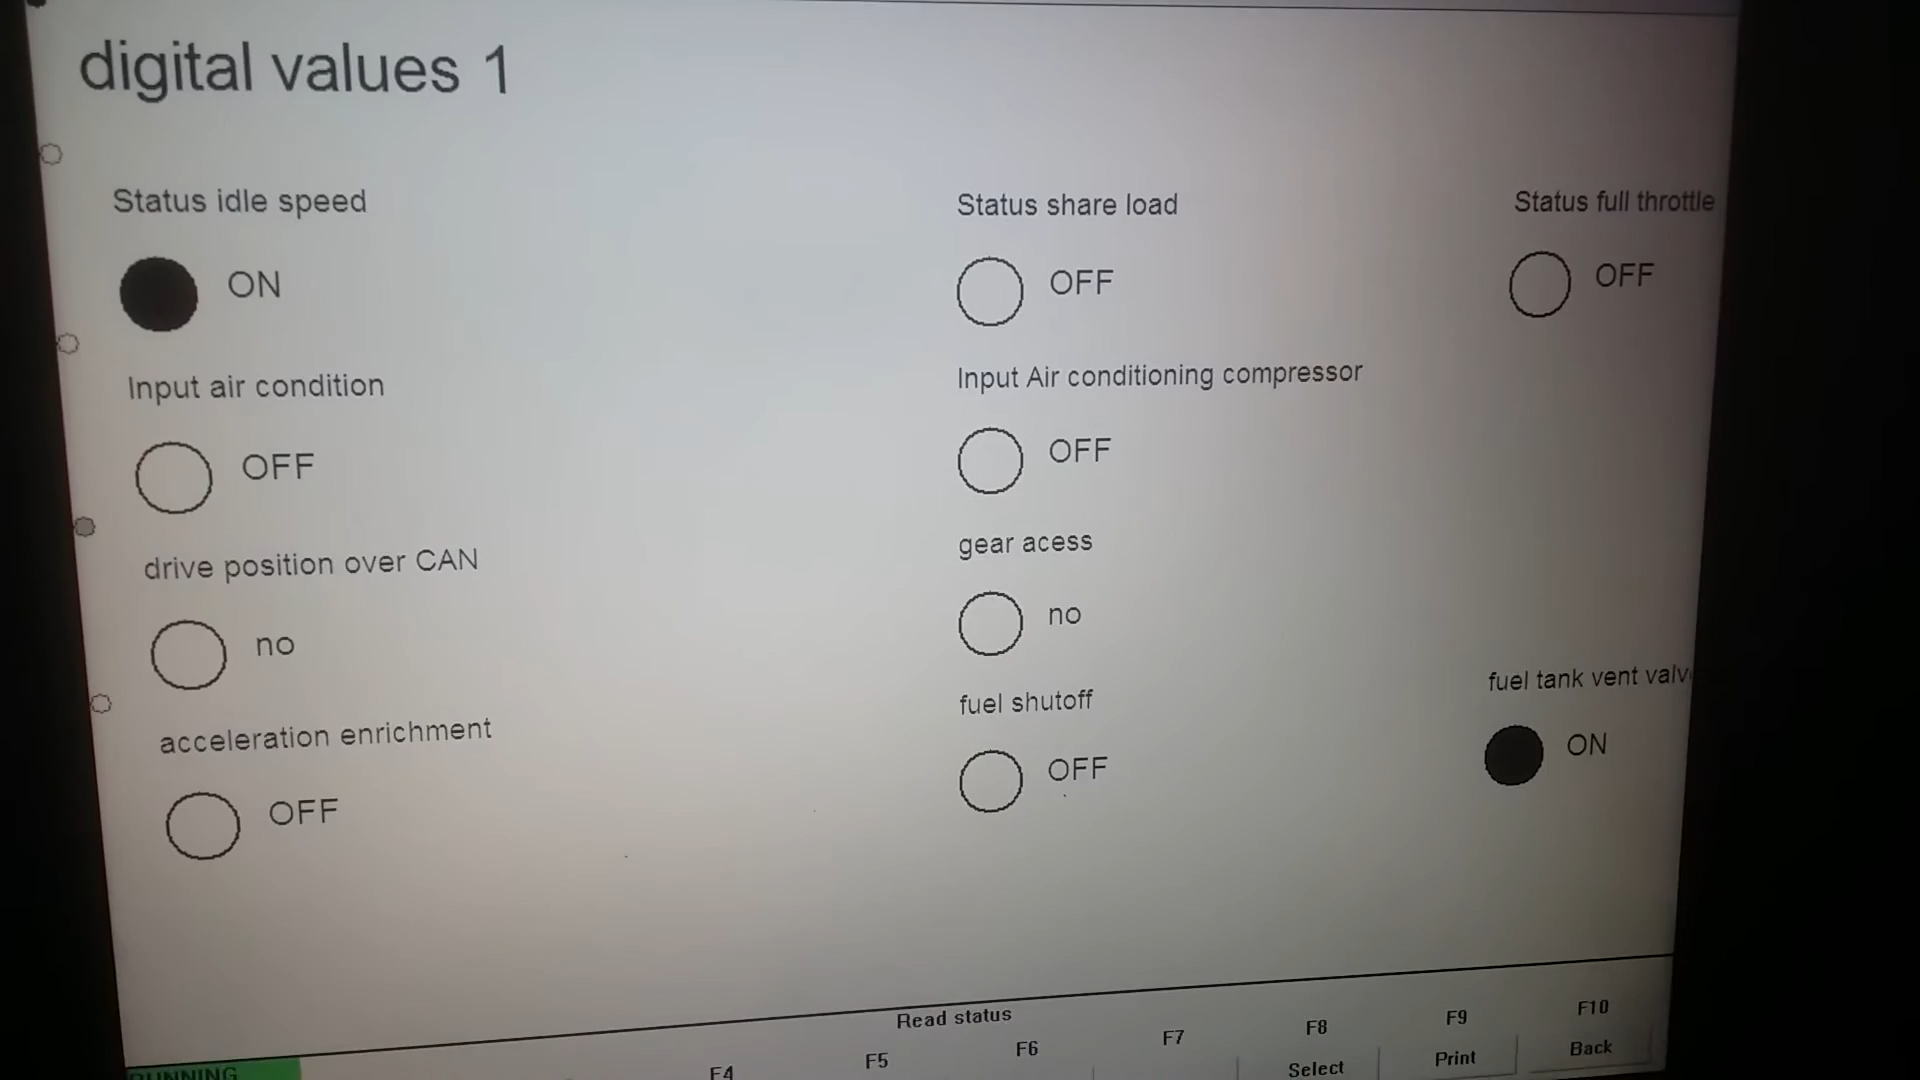 digital values 1
Status idle speed
Status share load
Status full throttle
ON
OFF
OFF
Input air condition
Input Air conditioning compressor
OFF
OFF
drive position over CAN
gear acess
no
no
acceleration enrichment
fuel shutoff
fuel tank vent valv
OFF
OFF
ON
Read status
F4
F5
F6
F7
F8
F9
F10
Select
Print
Back
RUNNING